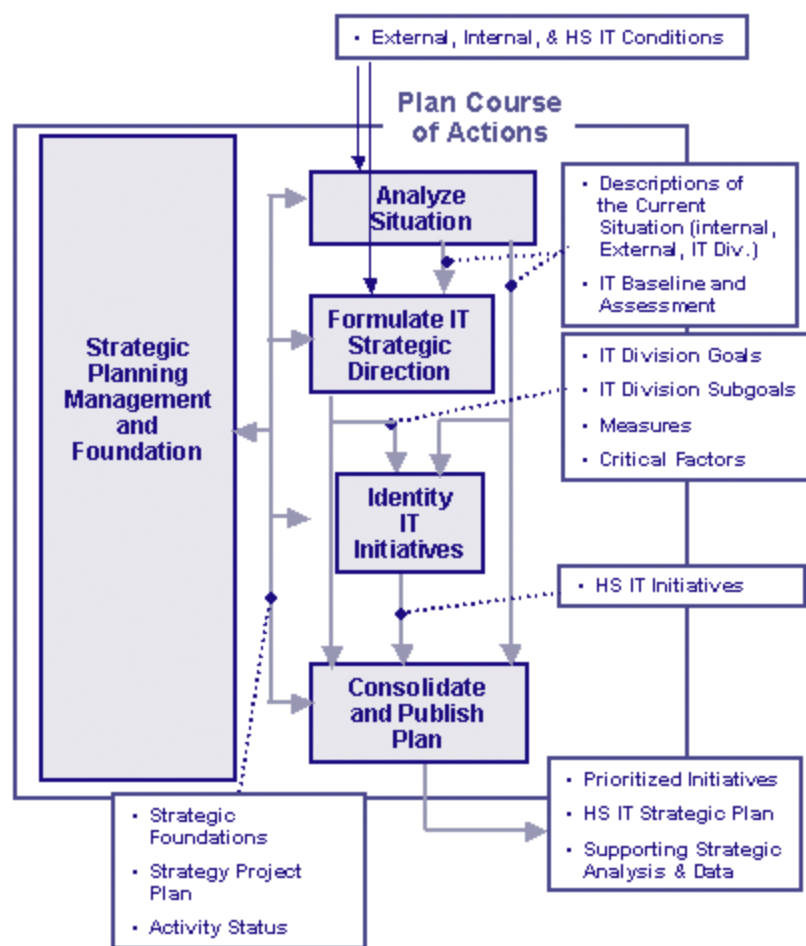 • External, Internal, & HS IT Conditions
Plan Course
of Actions
Analyze
Situation
• Descriptions of
the Current
Situation (internal,
External, IT Div.)
• IT Baseline and
Assessment
Formulate IT
Strategic
Direction
Strategic
Planning
Management
and
Foundation
• IT Division Goals
• IT Division Subgoals
• Measures
• Critical Factors
Identity
IT
Initiatives
• HS IT Initiatives
Consolidate
and Publish
Plan
• Prioritized Initiatives
• HS IT Strategic Plan
• Supporting Strategic
Analysis & Data
• Strategic
Foundations
• Strategy Project
Plan
• Activity Status